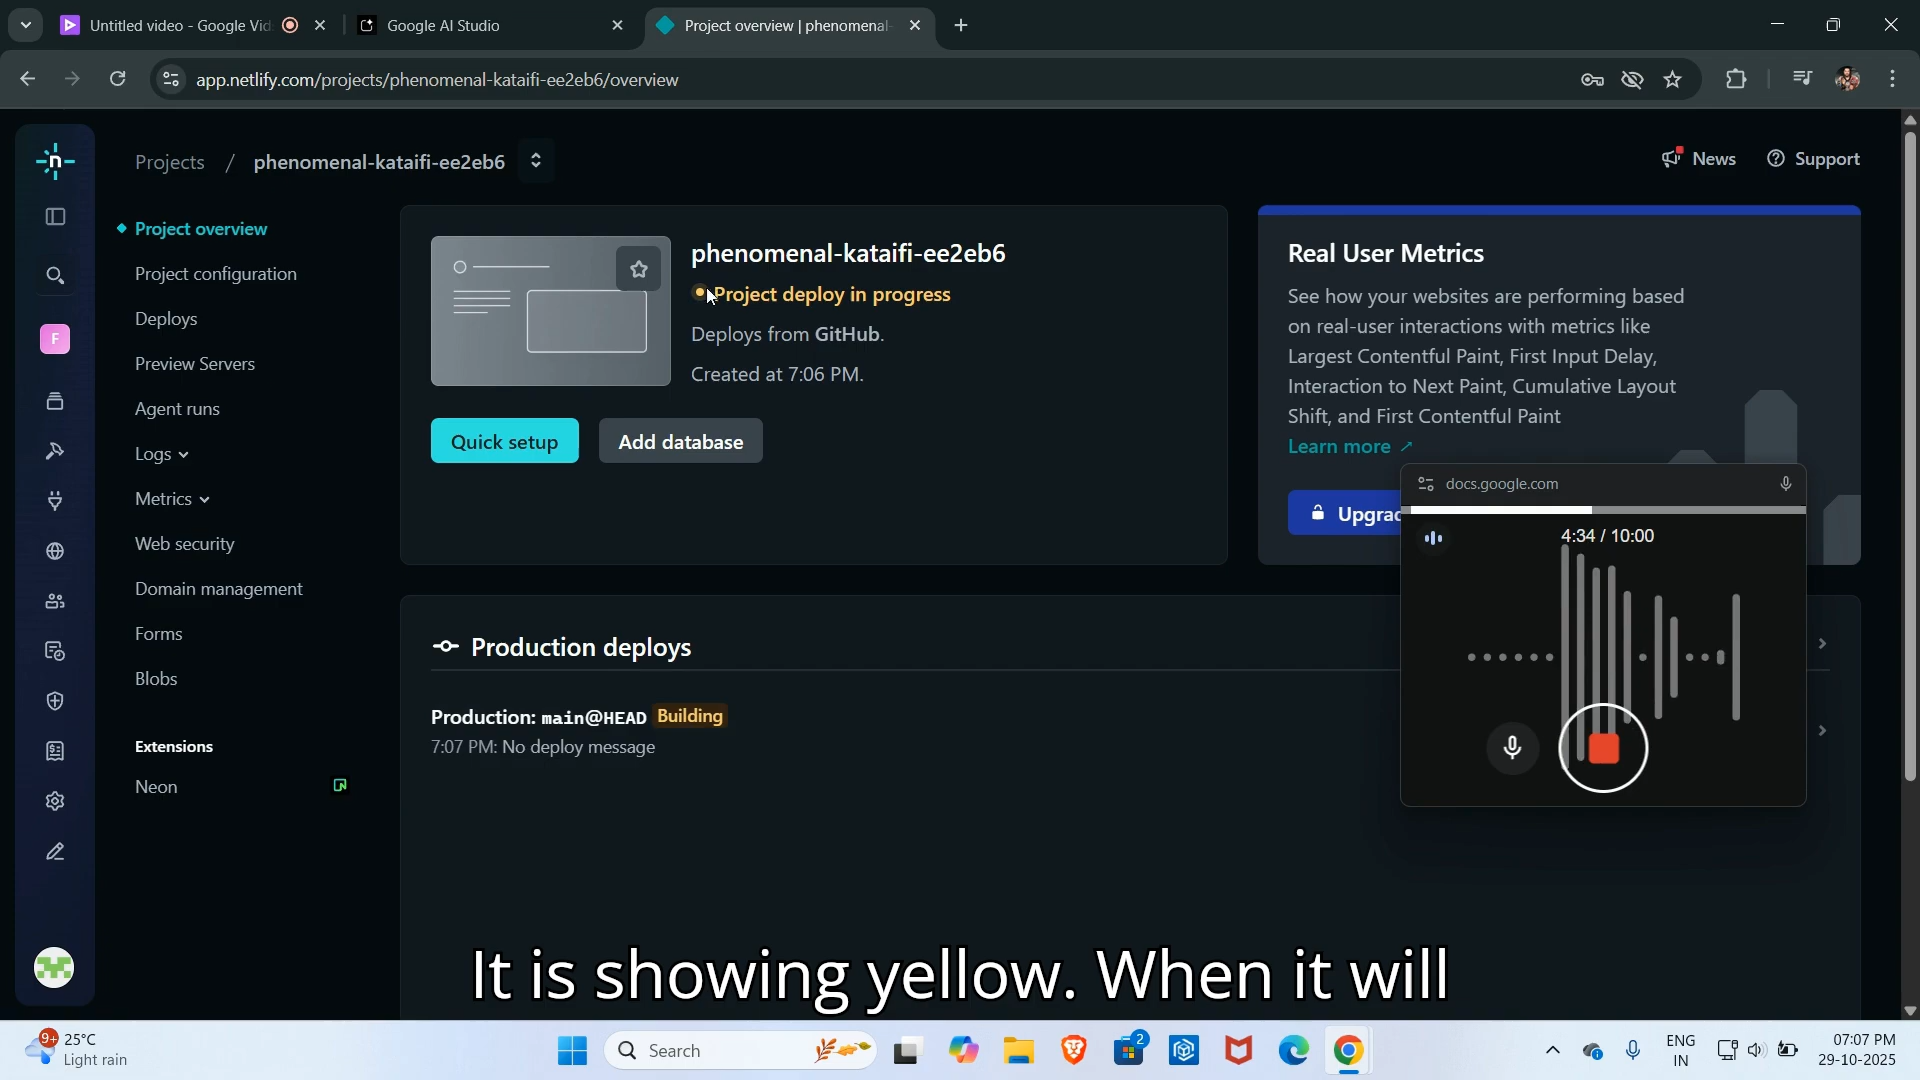 Untitled video - Google Vid
Google AI Studio
Project overview | phenomenal-
app.netlify.com/projects/phenomenal-kataifi-ee2eb6/overview
n
Projects / phenomenal-kataifi-ee2eb6
News
Support
Project overview
Project configuration
Deploys
Preview Servers
Agent runs
Logs
Metrics
Web security
Domain management
Forms
Blobs
Extensions
Neon
F
phenomenal-kataifi-ee2eb6
Project deploy in progress
Deploys from GitHub.
Created at 7:06 PM.
Quick setup
Add database
Real User Metrics
See how your websites are performing based
on real-user interactions with metrics like
Largest Contentful Paint, First Input Delay,
Interaction to Next Paint, Cumulative Layout
Shift, and First Contentful Paint
Learn more ↗
Upgrad
docs.google.com
4:34 / 10:00
Production deploys
Production: main@HEAD Building
7:07 PM: No deploy message
It is showing yellow. When it will
9+
25°C
Light rain
Search
2
ENG
IN
07:07 PM
29-10-2025